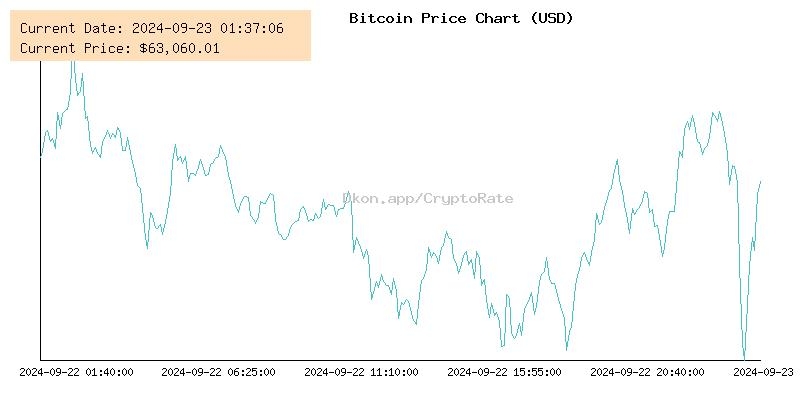 Bitcoin Price Chart (USD)
Current Date: 2024-09-23 01:37:06
Current Price: $63,060.01
Dkon.app/CryptoRate
2024-09-22 01:40:00 2024-09-22 06:25:00 2024-09-22 11:10:00 2024-09-22 15:55:00 2024-09-22 20:40:00 2024-09-23